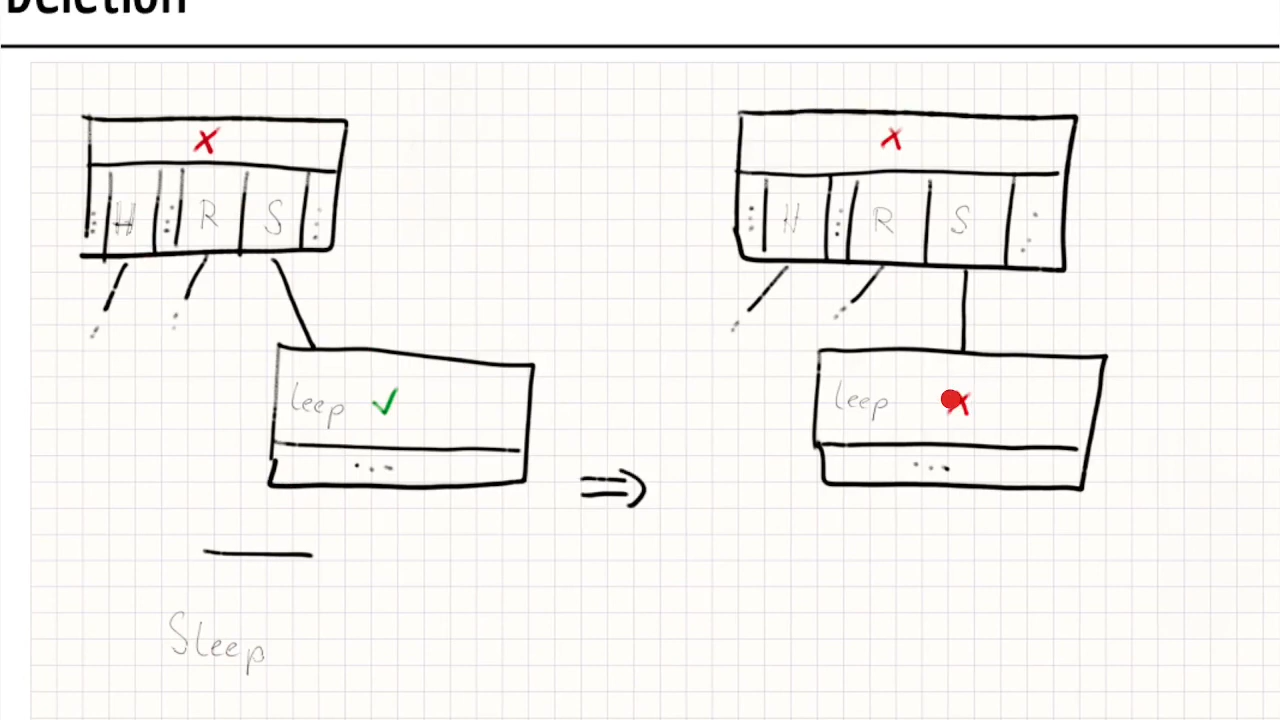 Deletion
X X
⋮ H ⋮ R S ⋮ ⋮ H ⋮ R S ⋮
leep ✓ leep X
... ⇒ ...
Sleep